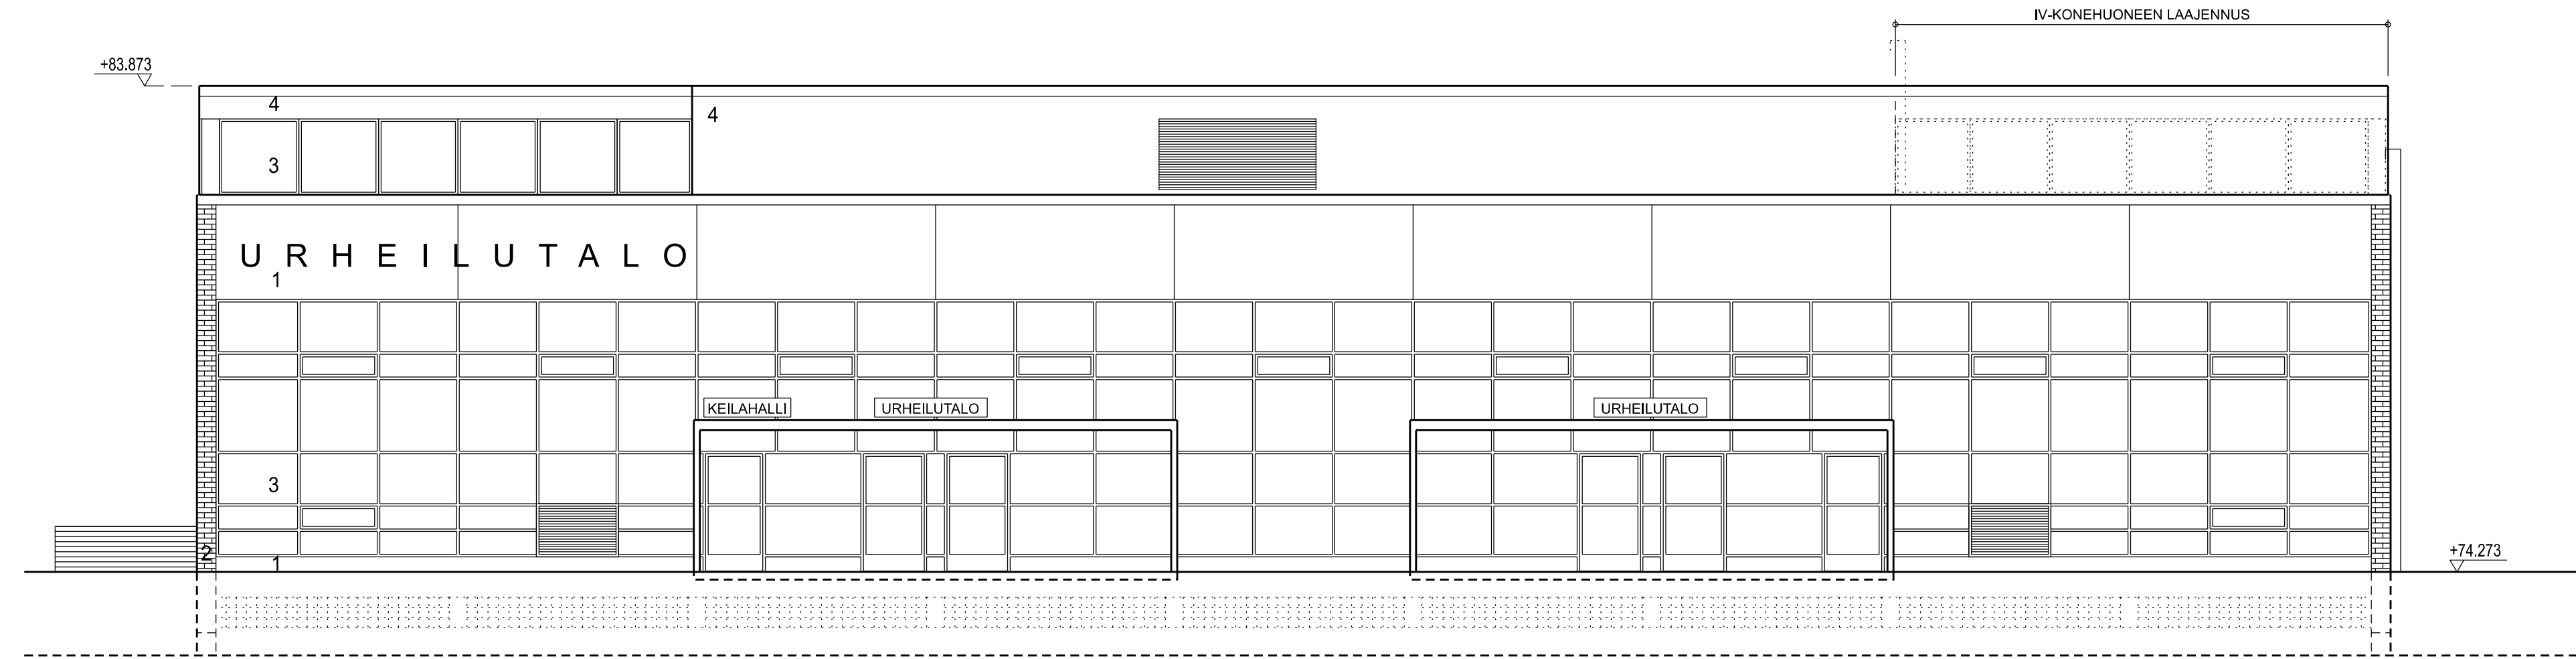 IV-KONEHUONEEN LAAJENNUS
+83.873
4
4
3
URHEILUTALO
1
KEILAHALLI
URHEILUTALO
URHEILUTALO
3
2
1
+74.273